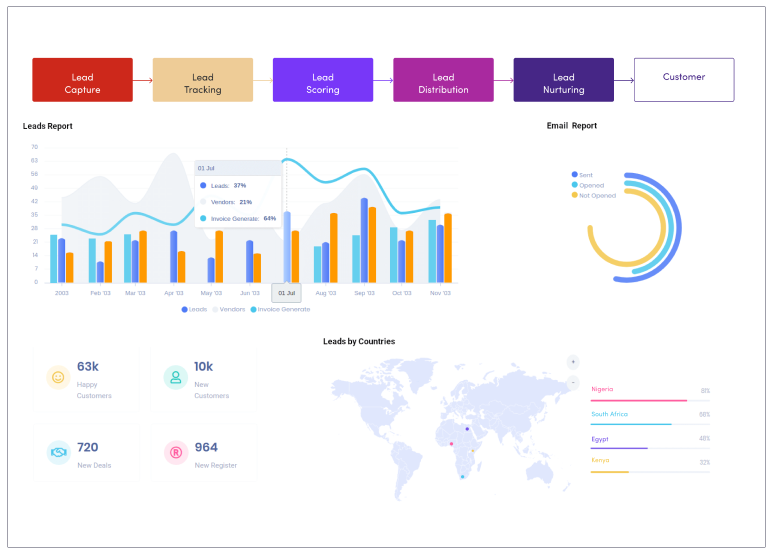 Lead
Capture
Lead
Tracking
Lead
Scoring
Lead
Distribution
Lead
Nurturing
Customer
Leads Report
Email Report
70
63
56
49
42
35
28
21
14
7
0
01 Jul
Leads: 37%
Vendors: 21%
Invoice Generate: 64%
2003
Feb '03
Mar '03
Apr '03
May '03
Jun '03
01 Jul
Aug '03
Sep '03
Oct '03
Nov '03
Leads
Vendors
Invoice Generate
Sent
Opened
Not Opened
63k
Happy
Customers
10k
New
Customers
720
New Deals
964
New Register
Leads by Countries
+
-
Nigeria
81%
South Africa
Egypt
48%
Kenya